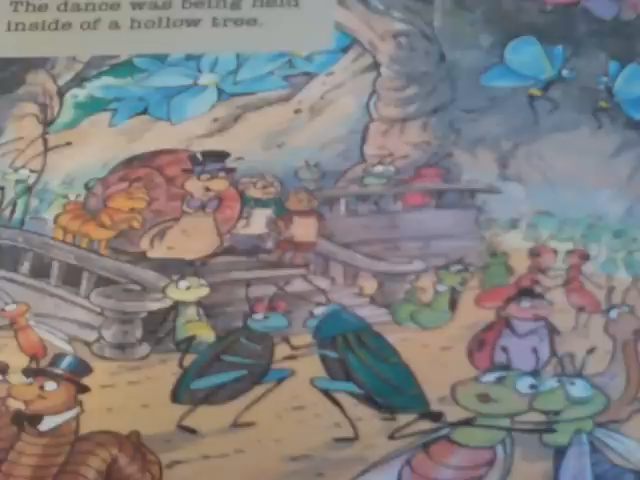 The dance was being held
inside of a hollow tree.